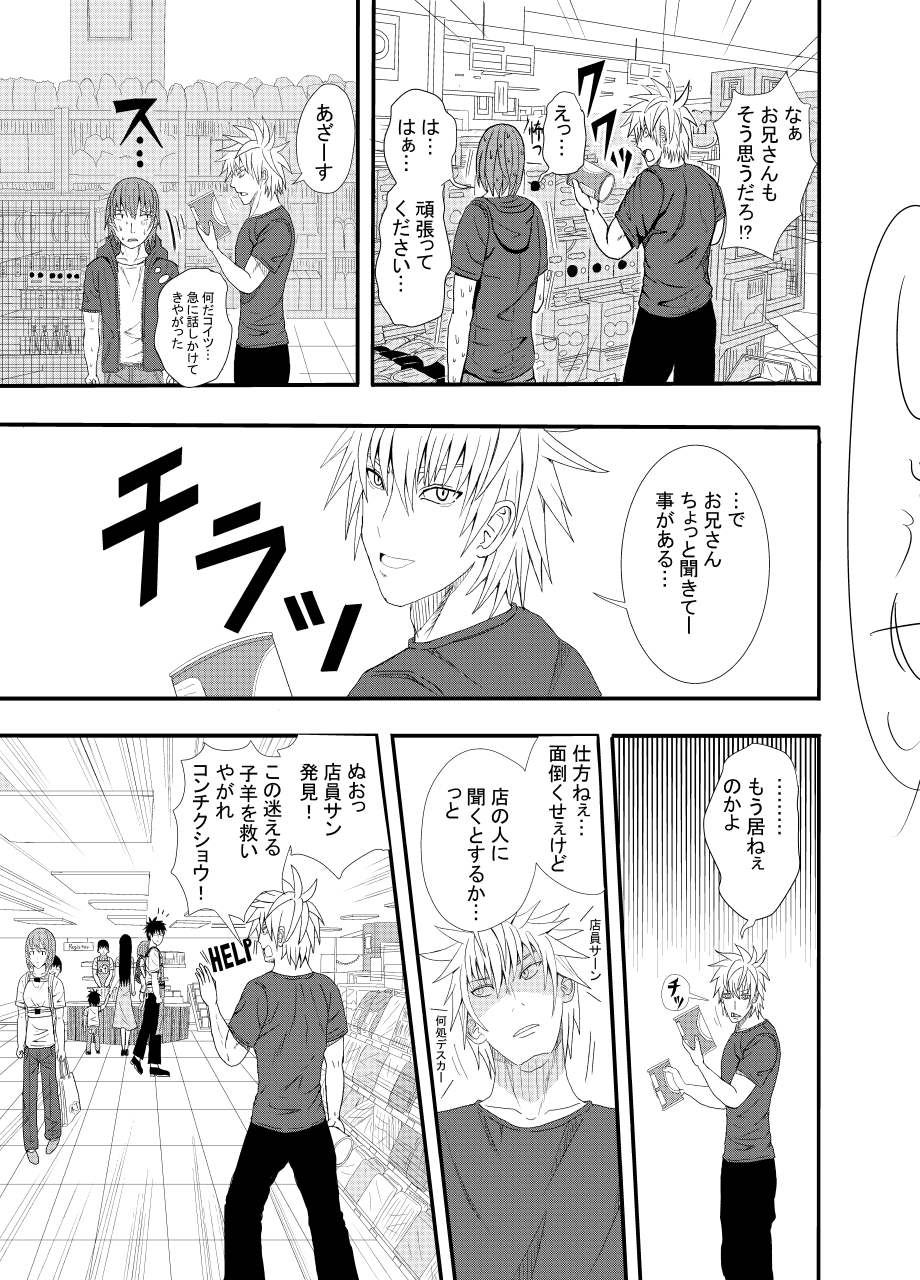 なぁ
お兄さんも
そう思うだろ!?
クワッ
えっ…
怖っ
は…
はぁ…
頑張って
ください…
あざーす
ス…
何だコイツ…
急に話しかけて
きやがった
…で
お兄さん
ちょっと聞きてー
事がある…
チラッ
………
もう居ねぇ
のかよ
チッ
仕方ねぇ…
面倒くせぇけど
店の人に
聞くとするか…
っと
店員サーン
何処デスカー
ぬおっ
店員サン
発見！
この迷える
子羊を救い
やがれ
コンチクショウ！
HELP
Register